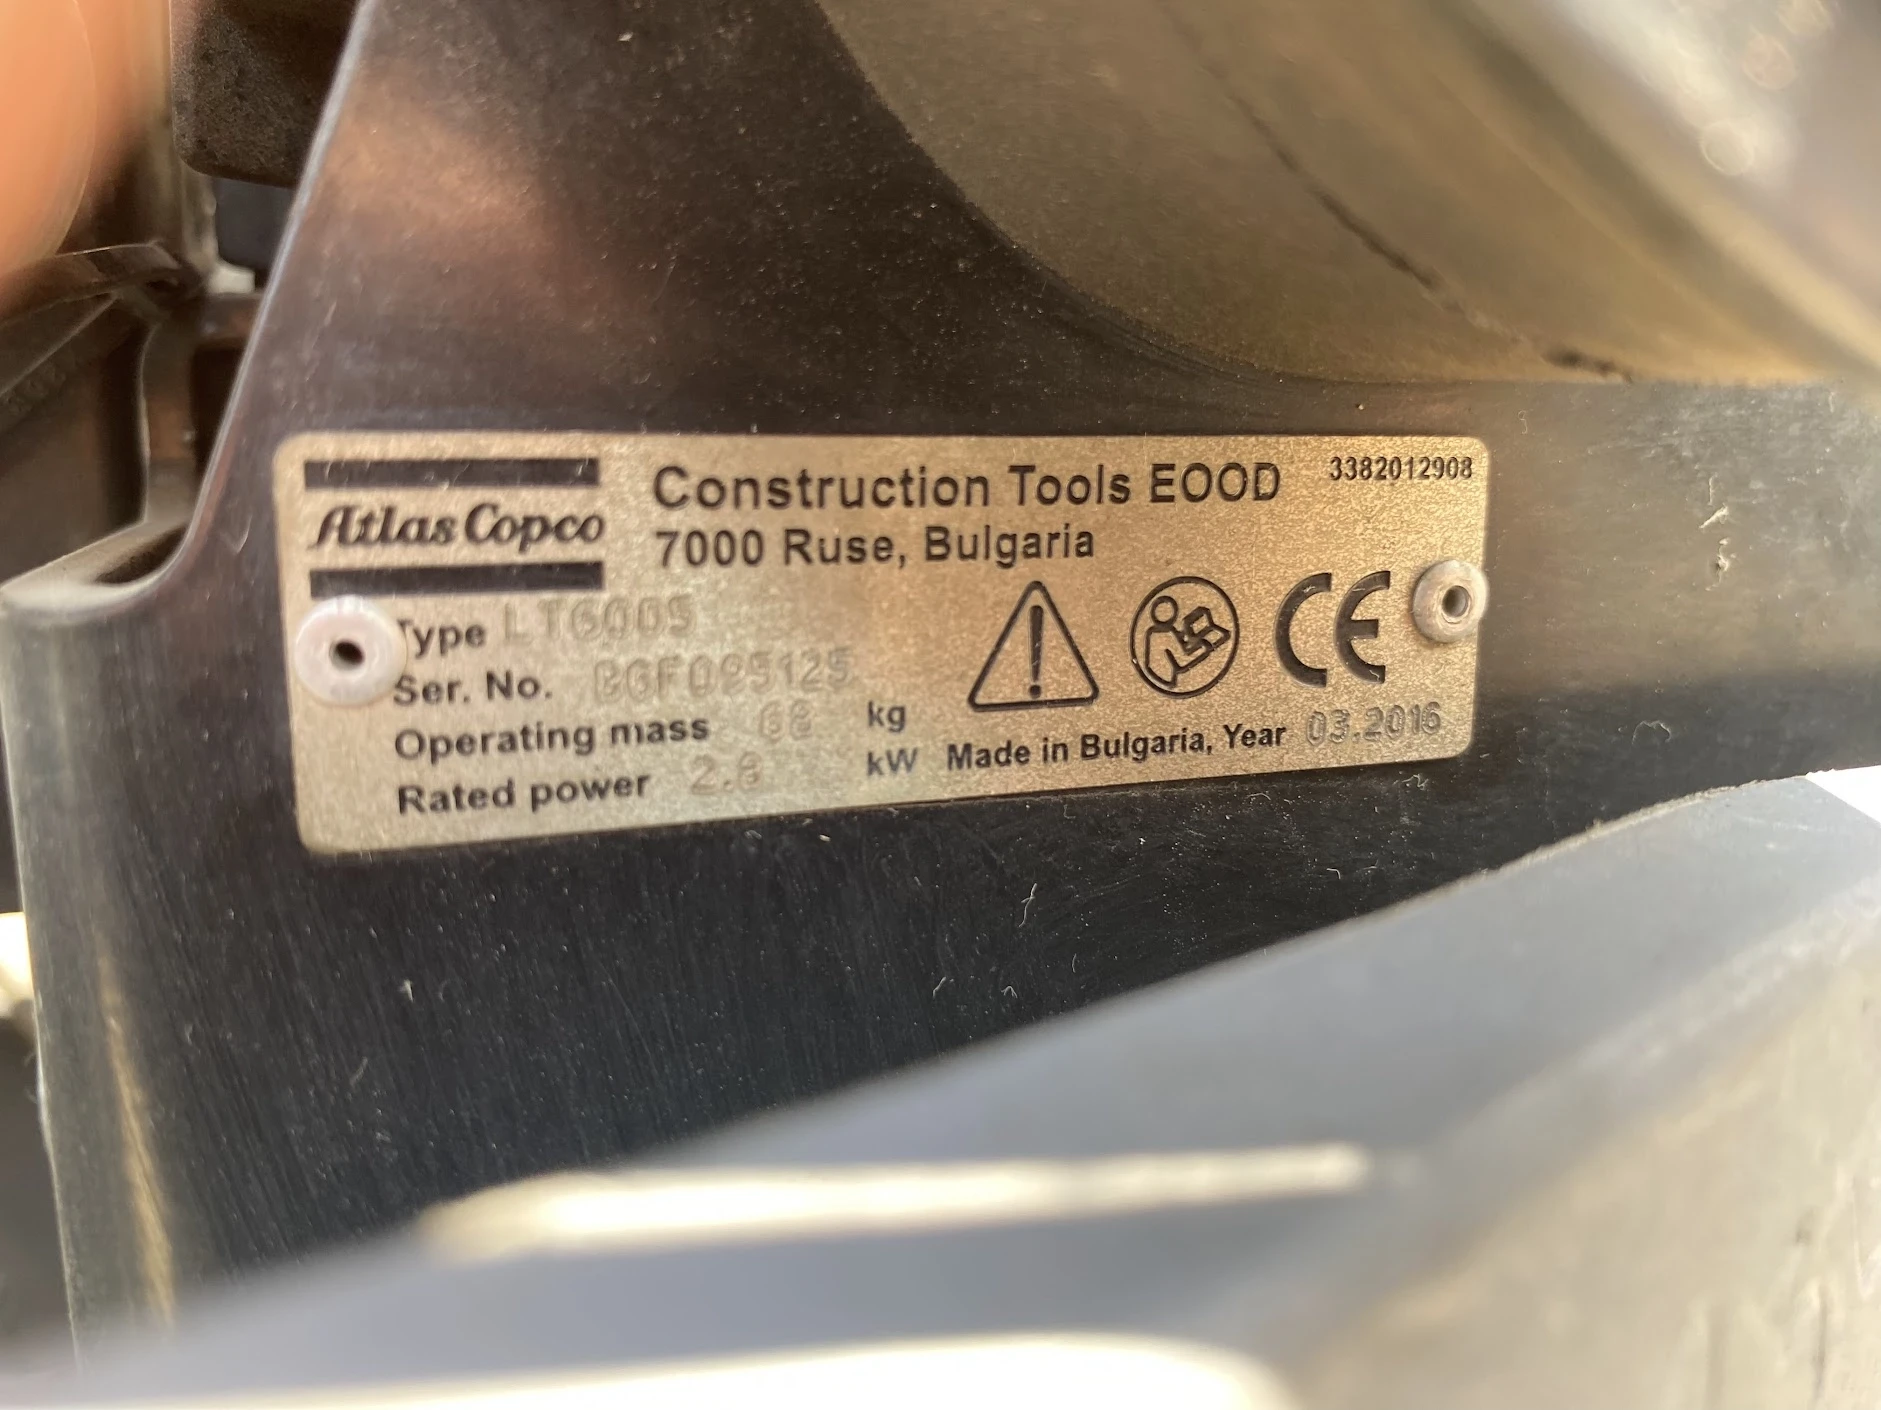 Atlas Copco
Construction Tools EOOD
3382012908
7000 Ruse, Bulgaria
Type LT6005
Ser. No.
Operating mass 68 kg
Rated power 2.8 kW
CE
Made in Bulgaria, Year 03.2016